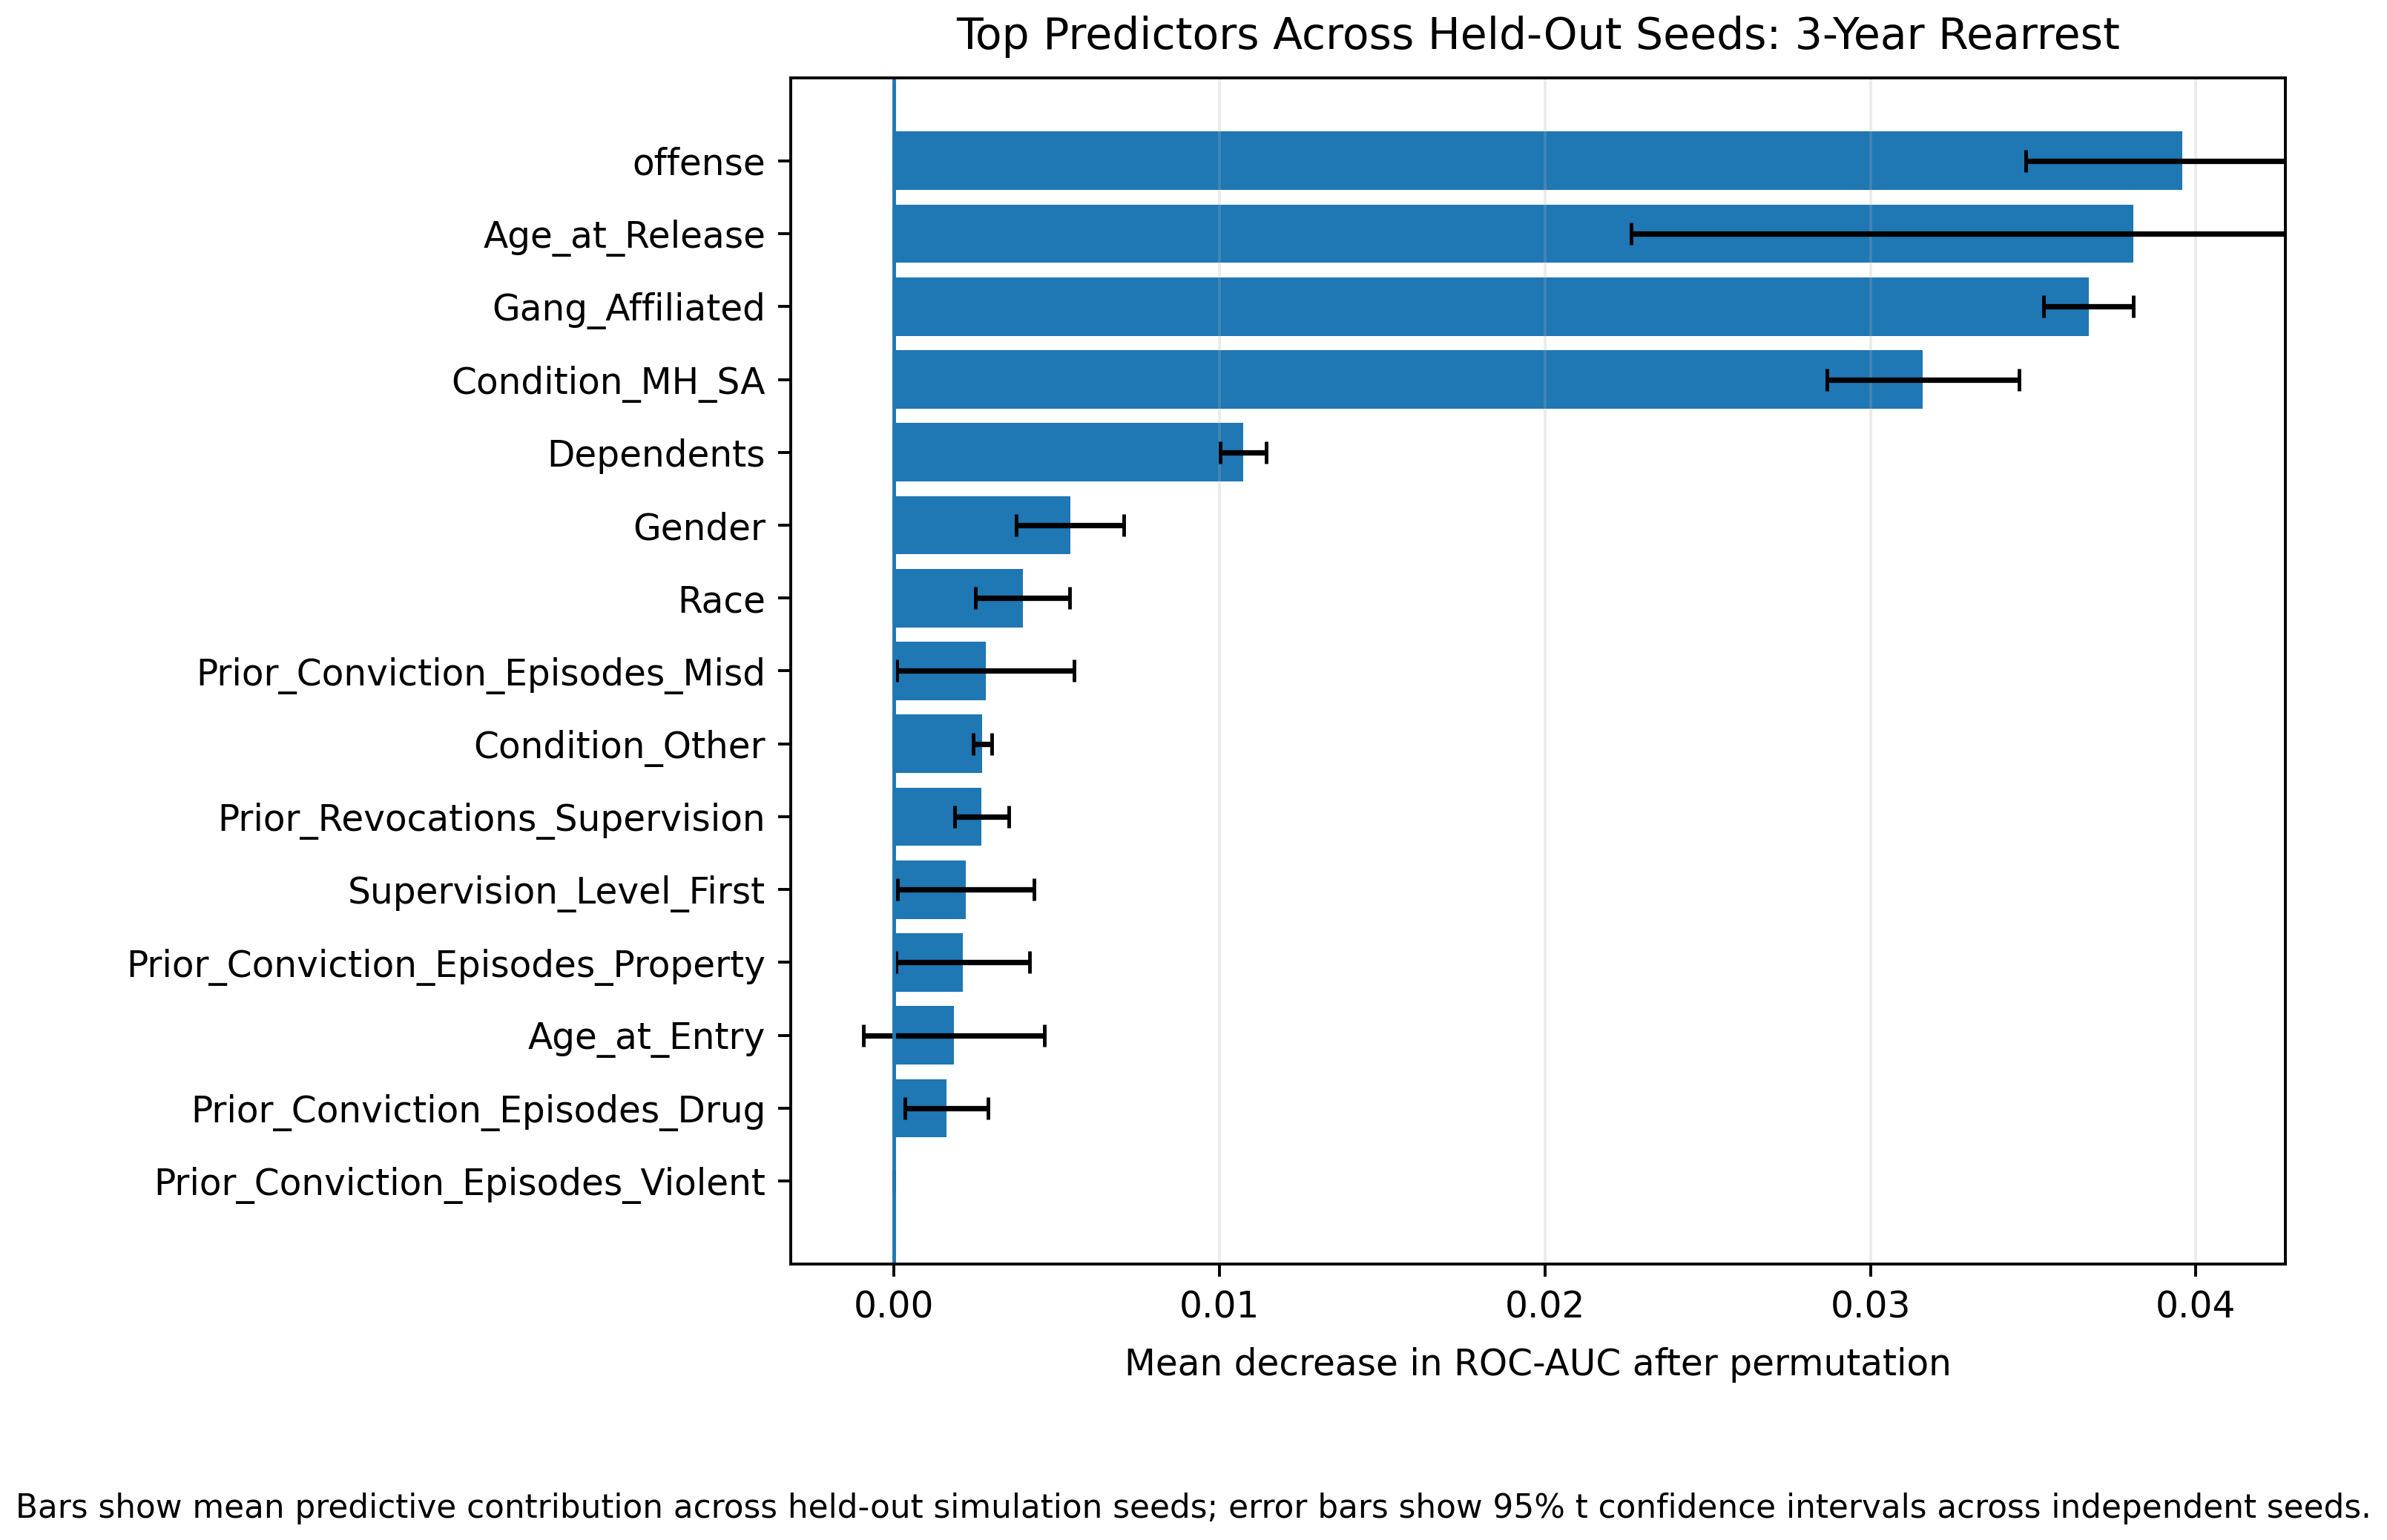 Top Predictors Across Held-Out Seeds: 3-Year Rearrest
offense
Age_at_Release
Gang_Affiliated
Condition_MH_SA
Dependents
Gender
Race
Prior_Conviction_Episodes_Misd
Condition_Other
Prior_Revocations_Supervision
Supervision_Level_First
Prior_Conviction_Episodes_Property
Age_at_Entry
Prior_Conviction_Episodes_Drug
Prior_Conviction_Episodes_Violent
0.00 0.01 0.02 0.03 0.04
Mean decrease in ROC-AUC after permutation
Bars show mean predictive contribution across held-out simulation seeds; error bars show 95% t confidence intervals across independent seeds.